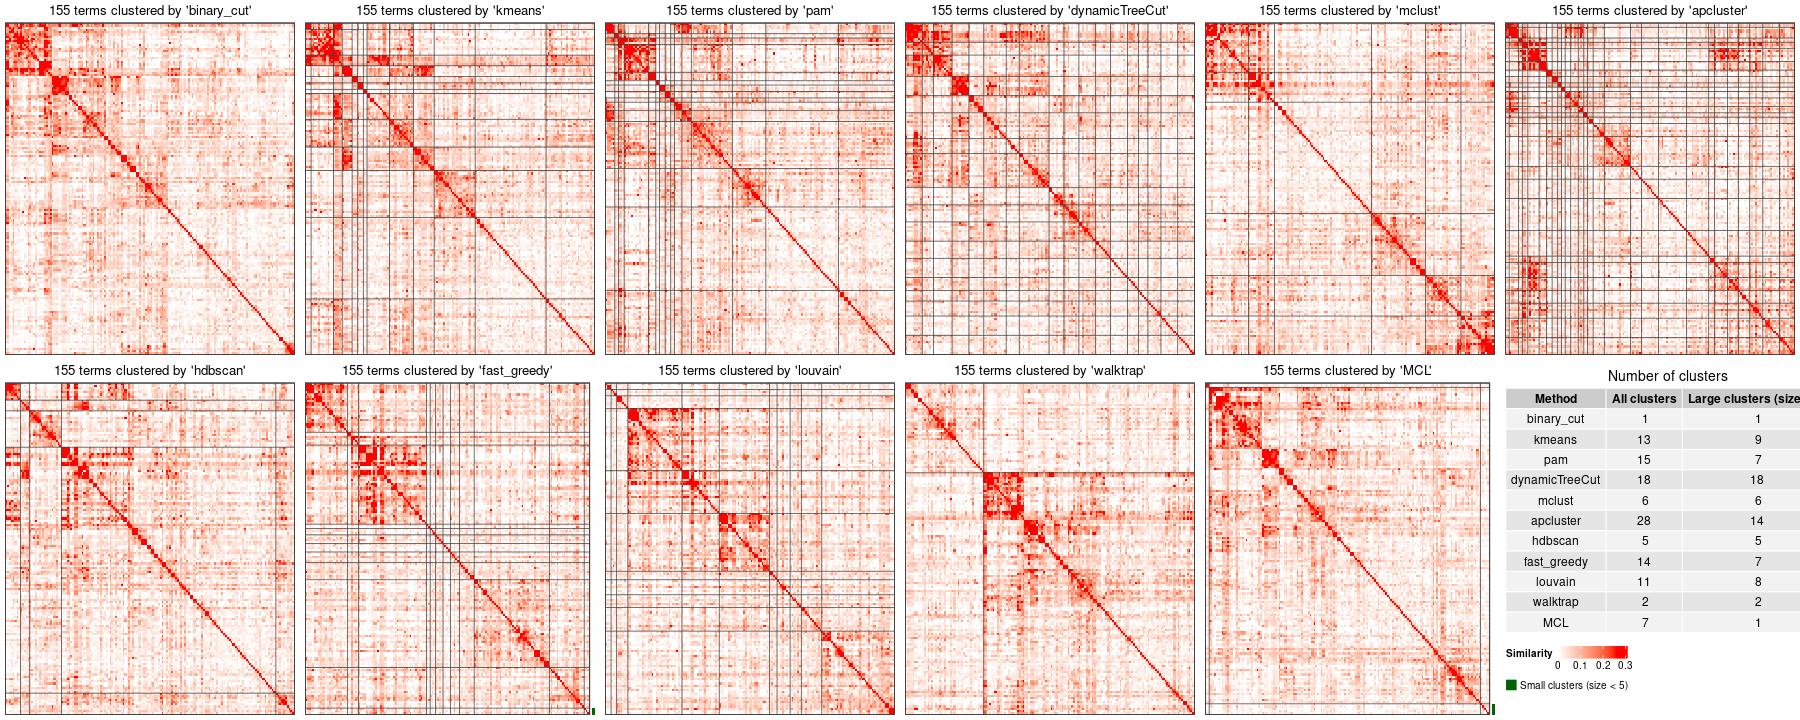 155 terms clustered by 'binary_cut'
155 terms clustered by 'kmeans'
155 terms clustered by 'pam'
155 terms clustered by 'dynamicTreeCut'
155 terms clustered by 'mclust'
155 terms clustered by 'apcluster'
155 terms clustered by 'hdbscan'
155 terms clustered by 'fast_greedy'
155 terms clustered by 'louvain'
155 terms clustered by 'walktrap'
155 terms clustered by 'MCL'
Number of clusters
Method All clusters Large clusters (size
binary_cut 1 1
kmeans 13 9
pam 15 7
dynamicTreeCut 18 18
mclust 6 6
apcluster 28 14
hdbscan 5 5
fast_greedy 14 7
louvain 11 8
walktrap 2 2
MCL 7 1
Similarity
0 0.1 0.2 0.3
Small clusters (size < 5)